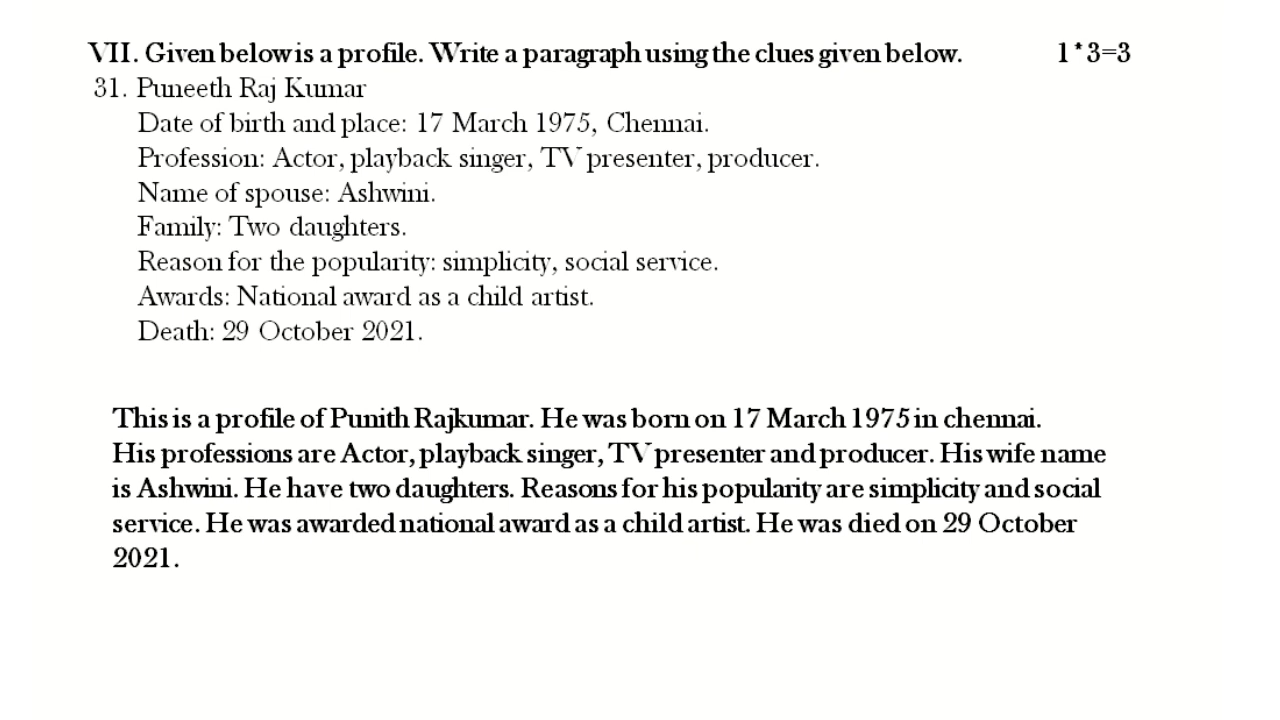 VII. Given below is a profile. Write a paragraph using the clues given below. 1*3=3
31. Puneeth Raj Kumar
Date of birth and place: 17 March 1975, Chennai.
Profession: Actor, playback singer, TV presenter, producer.
Name of spouse: Ashwini.
Family: Two daughters.
Reason for the popularity: simplicity, social service.
Awards: National award as a child artist.
Death: 29 October 2021.
This is a profile of Punith Rajkumar. He was born on 17 March 1975 in chennai.
His professions are Actor, playback singer, TV presenter and producer. His wife name
is Ashwini. He have two daughters. Reasons for his popularity are simplicity and social
service. He was awarded national award as a child artist. He was died on 29 October
2021.